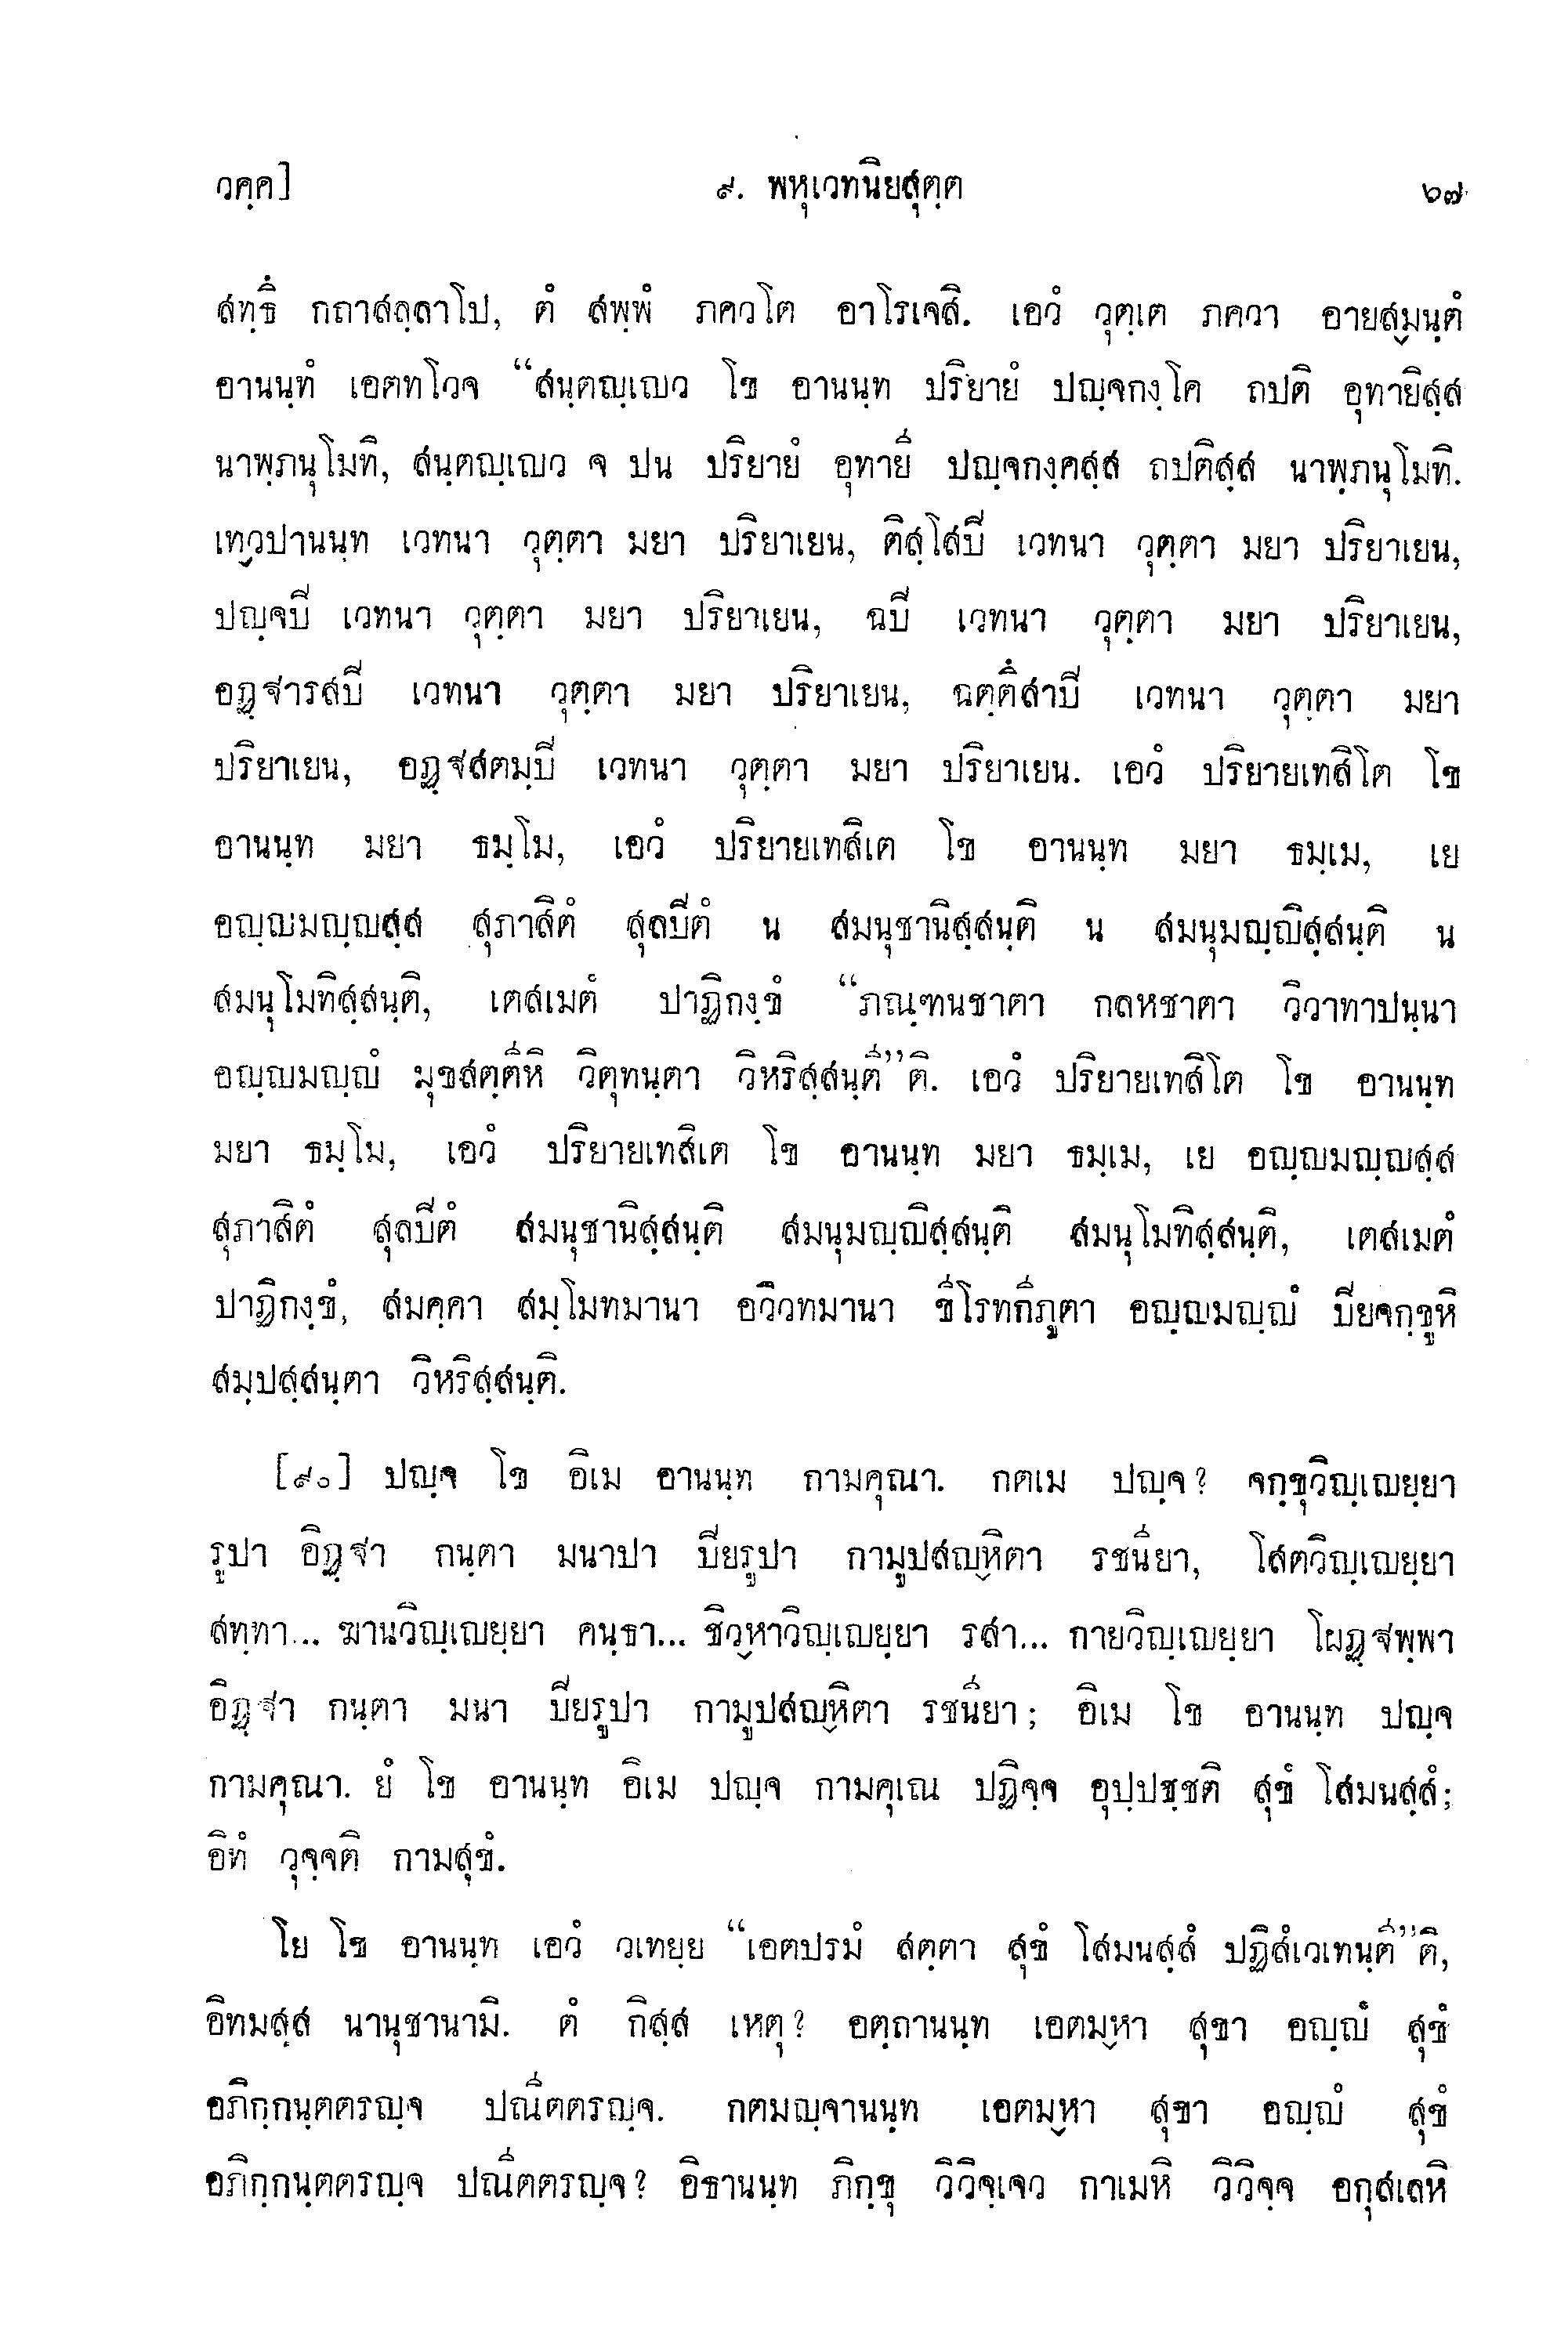 วคฺค] ๙. พหุเวทนิยสุตฺต ๖๗
สทฺธึ กถาสลฺลาโป, ตํ สพฺพํ ภควโต อาโรเจสิ. เอวํ วุตฺเต ภควา อายสฺมนฺตํ
อานนฺทํ เอตทโวจ “สนฺตญฺเญว โข อานนฺท ปริยายํ ปญฺจกงฺโค ถปติ อุทายิสฺส
นาพฺภนุโมทิ, สนฺตญฺเญว จ ปน ปริยายํ อุทายี ปญฺจกงฺคสฺส ถปติสฺส นาพฺภนุโมทิ.
เทฺวปานนฺท เวทนา วุตฺตา มยา ปริยาเยน, ติสฺโสปิ เวทนา วุตฺตา มยา ปริยาเยน,
ปญฺจปิ เวทนา วุตฺตา มยา ปริยาเยน, ฉปิ เวทนา วุตฺตา มยา ปริยาเยน,
อฏฺฐารสปิ เวทนา วุตฺตา มยา ปริยาเยน, ฉตฺตึสาปิ เวทนา วุตฺตา มยา
ปริยาเยน, อฏฺฐสตมฺปิ เวทนา วุตฺตา มยา ปริยาเยน. เอวํ ปริยายเทสิโต โข
อานนฺท มยา ธมฺโม, เอวํ ปริยายเทสิเต โข อานนฺท มยา ธมฺเม, เย
อญฺญมญฺญสฺส สุภาสิตํ สุลปิตํ น สมนุชานิสฺสนฺติ น สมนุมญฺญิสฺสนฺติ น
สมนุโมทิสฺสนฺติ, เตสเมตํ ปาฏิกงฺขํ “ภณฺฑนชาตา กลหชาตา วิวาทาปนฺนา
อญฺญมญฺญํ มุขสตฺตีหิ วิตุทนฺตา วิหริสฺสนฺตี”ติ. เอวํ ปริยายเทสิโต โข อานนฺท
มยา ธมฺโม, เอวํ ปริยายเทสิเต โข อานนฺท มยา ธมฺเม, เย อญฺญมญฺญสฺส
สุภาสิตํ สุลปิตํ สมนุชานิสฺสนฺติ สมนุมญฺญิสฺสนฺติ สมนุโมทิสฺสนฺติ, เตสเมตํ
ปาฏิกงฺขํ, สมคฺคา สมฺโมทมานา อวิวทมานา ขีโรทกีภูตา อญฺญมญฺญํ ปิยจกฺขูหิ
สมฺปสฺสนฺตา วิหริสฺสนฺติ.
[๙๐] ปญฺจ โข อิเม อานนฺท กามคุณา. กตเม ปญฺจ? จกฺขุวิญฺเญยฺยา
รูปา อิฏฺฐา กนฺตา มนาปา ปิยรูปา กามูปสญฺหิตา รชนียา, โสตวิญฺเญยฺยา
สทฺทา... ฆานวิญฺเญยฺยา คนฺธา... ชิวฺหาวิญฺเญยฺยา รสา... กายวิญฺเญยฺยา โผฏฺฐพฺพา
อิฏฺฐา กนฺตา มนา ปิยรูปา กามูปสญฺหิตา รชนียา; อิเม โข อานนฺท ปญฺจ
กามคุณา. ยํ โข อานนฺท อิเม ปญฺจ กามคุเณ ปฏิจฺจ อุปฺปชฺชติ สุขํ โสมนสฺสํ;
อิทํ วุจฺจติ กามสุขํ.
โย โข อานนฺท เอวํ วเทยฺย “เอตปรมํ สตฺตา สุขํ โสมนสฺสํ ปฏิสํเวเทนฺตี”ติ,
อิทมสฺส นานุชานามิ. ตํ กิสฺส เหตุ? อตฺถานนฺท เอตมฺหา สุขา อญฺญํ สุขํ
อภิกฺกนฺตตรญฺจ ปณีตตรญฺจ. กตมญฺจานนฺท เอตมฺหา สุขา อญฺญํ สุขํ
อภิกฺกนฺตตรญฺจ ปณีตตรญฺจ? อิธานนฺท ภิกฺขุ วิวิจฺเจว กาเมหิ วิวิจฺจ อกุสเลหิ